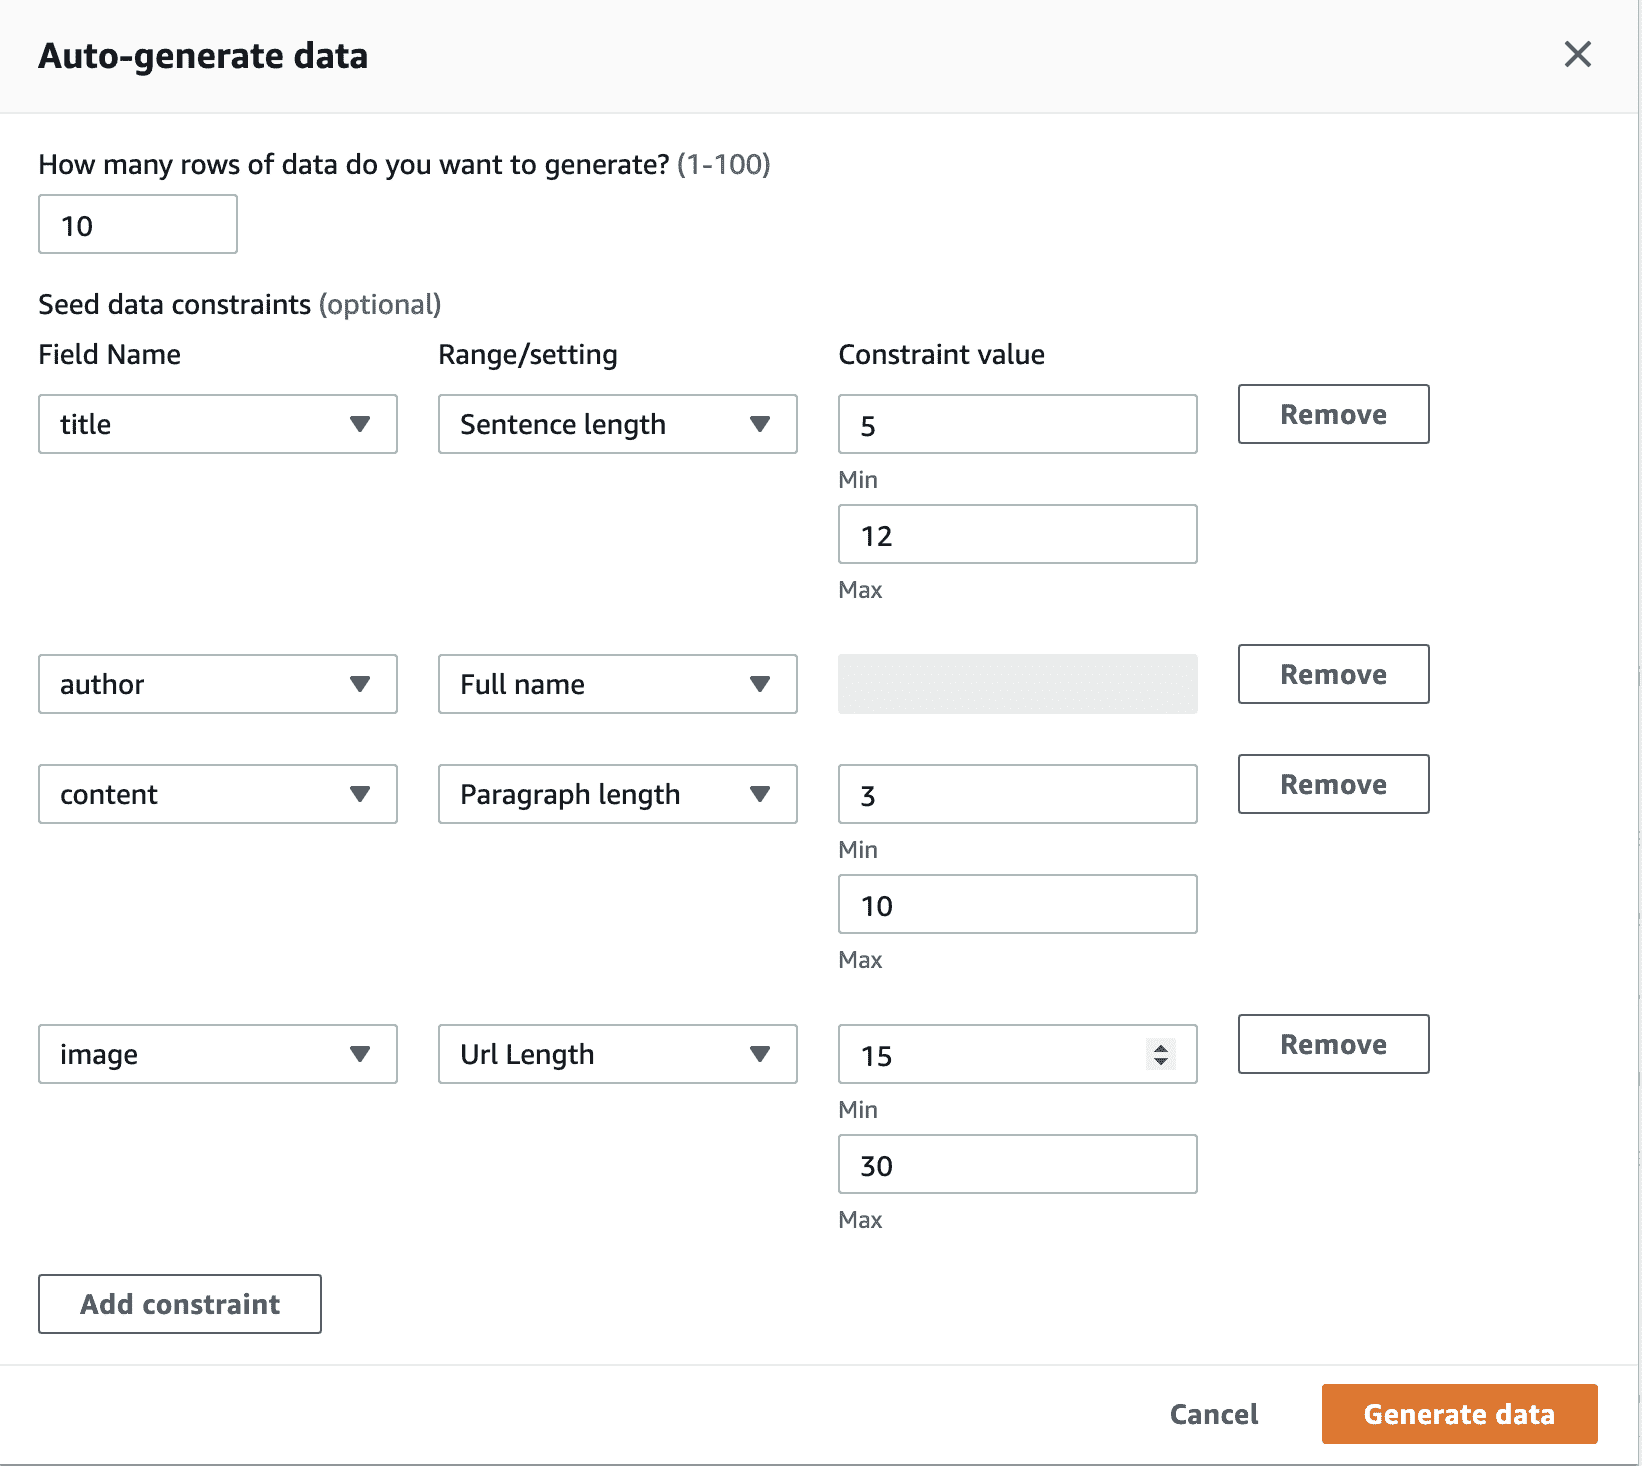 Auto-generate data
How many rows of data do you want to generate? (1-100)
10
Seed data constraints (optional)
Field Name Range/setting Constraint value
title Sentence length 5 Remove
Min
12
Max
author Full name Remove
content Paragraph length 3 Remove
Min
10
Max
image Url Length 15 Remove
Min
30
Max
Add constraint
Cancel Generate data